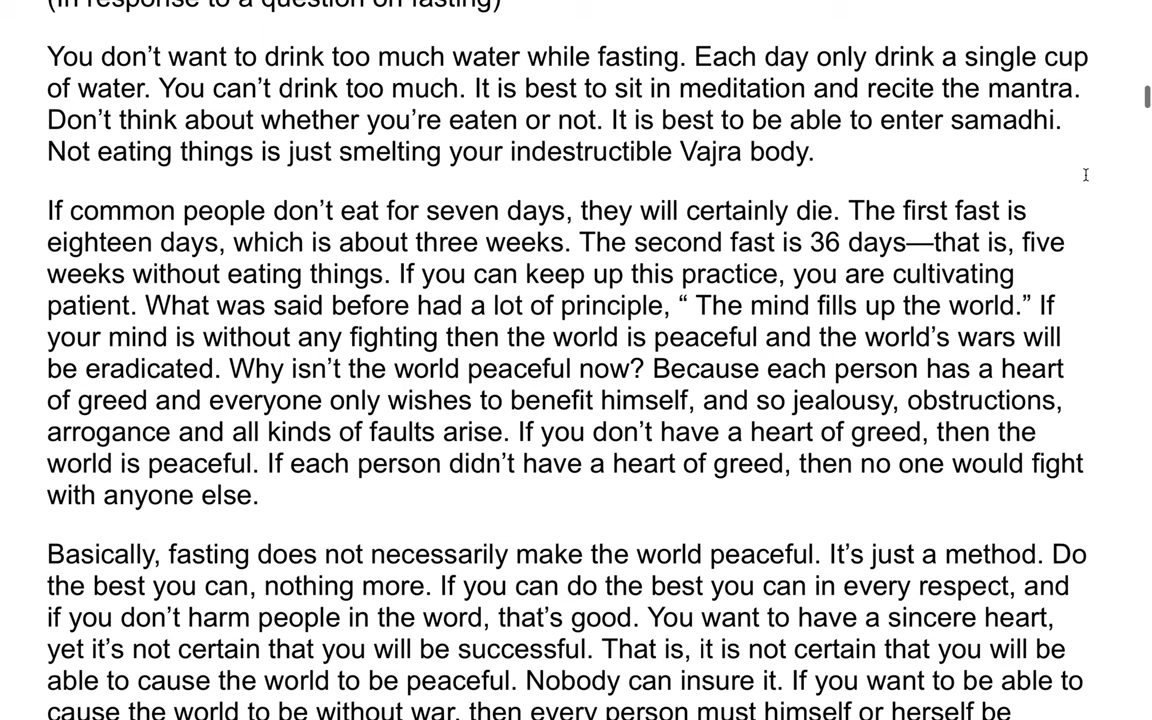 (In response to a question on fasting)
You don’t want to drink too much water while fasting. Each day only drink a single cup
of water. You can’t drink too much. It is best to sit in meditation and recite the mantra.
Don’t think about whether you’re eaten or not. It is best to be able to enter samadhi.
Not eating things is just smelting your indestructible Vajra body.
If common people don’t eat for seven days, they will certainly die. The first fast is
eighteen days, which is about three weeks. The second fast is 36 days—that is, five
weeks without eating things. If you can keep up this practice, you are cultivating
patient. What was said before had a lot of principle, “ The mind fills up the world.” If
your mind is without any fighting then the world is peaceful and the world’s wars will
be eradicated. Why isn’t the world peaceful now? Because each person has a heart
of greed and everyone only wishes to benefit himself, and so jealousy, obstructions,
arrogance and all kinds of faults arise. If you don’t have a heart of greed, then the
world is peaceful. If each person didn’t have a heart of greed, then no one would fight
with anyone else.
Basically, fasting does not necessarily make the world peaceful. It’s just a method. Do
the best you can, nothing more. If you can do the best you can in every respect, and
if you don’t harm people in the word, that’s good. You want to have a sincere heart,
yet it’s not certain that you will be successful. That is, it is not certain that you will be
able to cause the world to be peaceful. Nobody can insure it. If you want to be able to
cause the world to be without war, then every person must himself or herself be